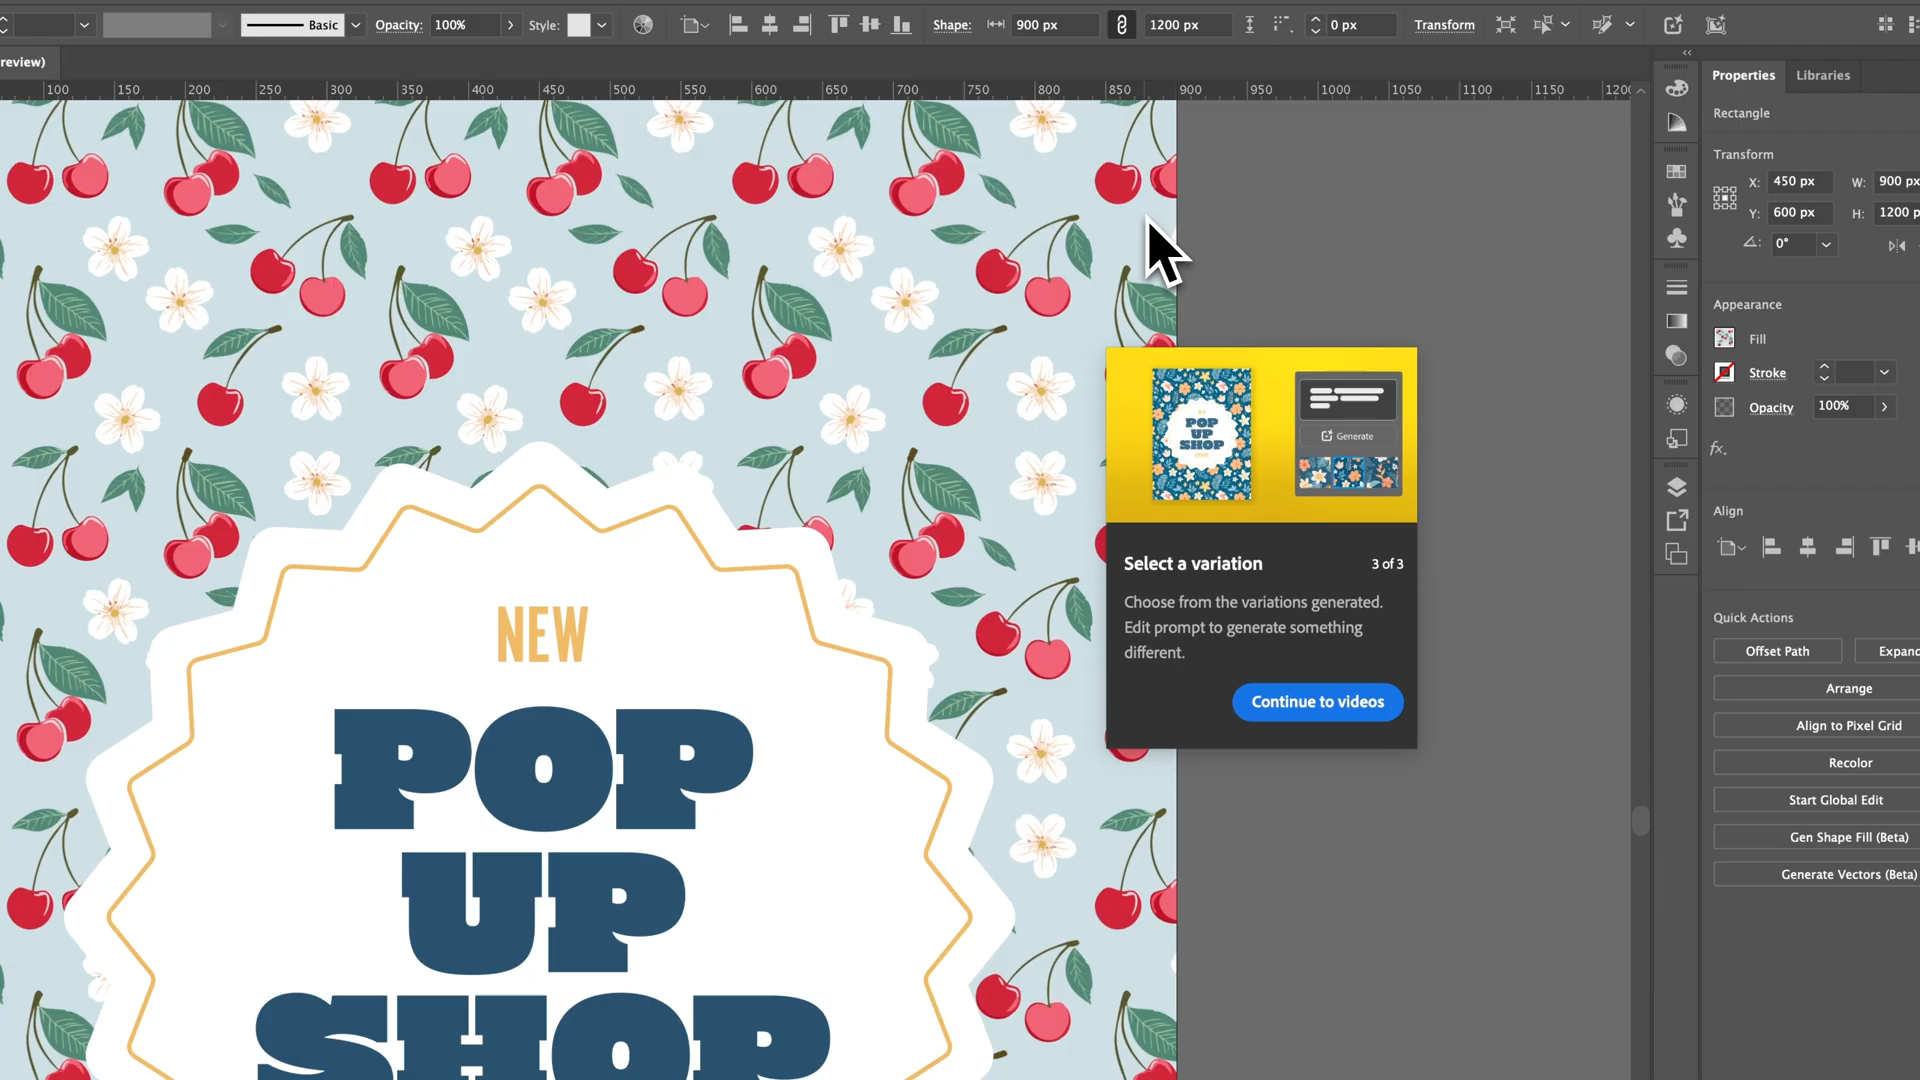 Basic
Opacity:
100%
Style:
Shape:
900 px
1200 px
0 px
Transform
review)
100 150 200 250 300 350 400 450 500 550 600 650 700 750 800 850 900 950 1000 1050 1100 1150 120
Properties
Libraries
Rectangle
Transform
X: 450 px
W: 900 px
Y: 600 px
H: 1200 p
0°
Appearance
Fill
Stroke
Opacity
100%
fx.
Align
Quick Actions
Offset Path
Expand
Arrange
Align to Pixel Grid
Recolor
Start Global Edit
Gen Shape Fill (Beta)
Generate Vectors (Beta)
POP
UP
SHOP
Generate
Select a variation
3 of 3
Choose from the variations generated.
Edit prompt to generate something
different.
Continue to videos
NEW
POP
UP
SHOP